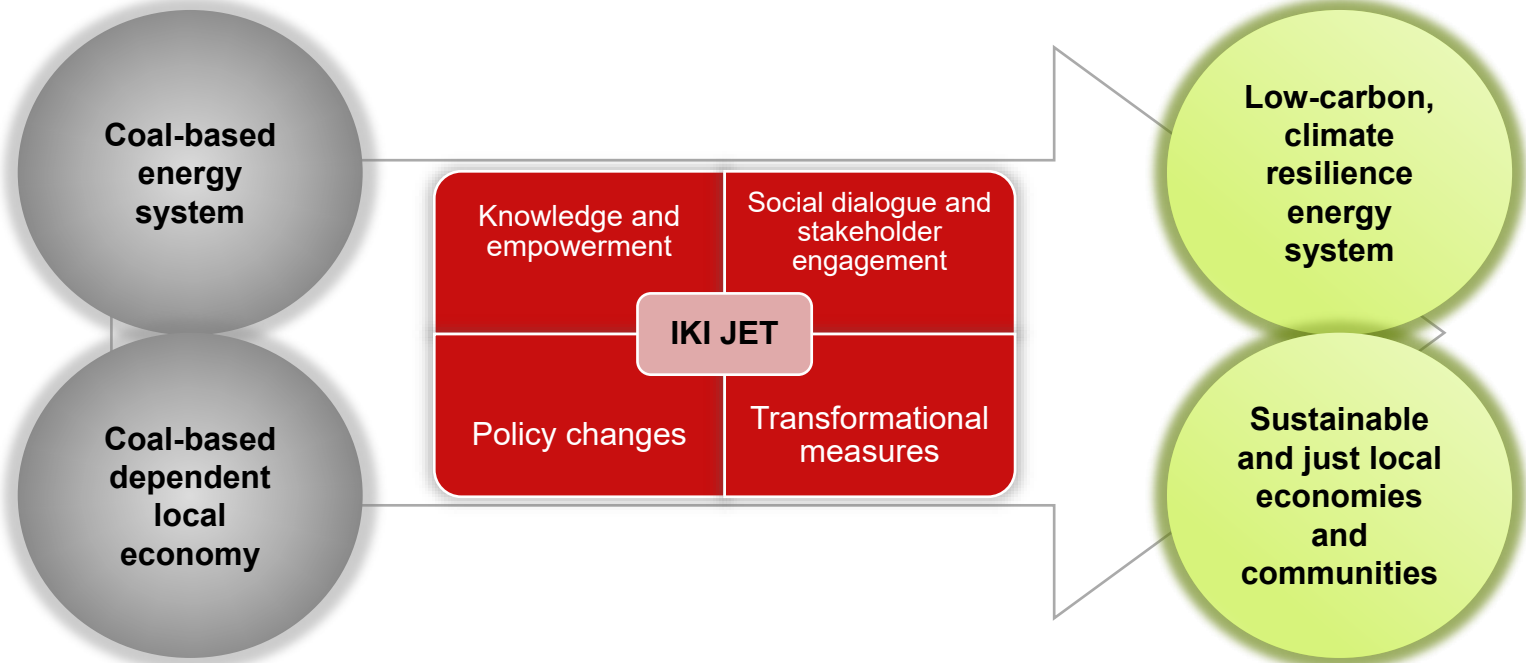 Coal-based
energy
system
Coal-based
dependent
local
economy
Knowledge and
empowerment
Social dialogue and
stakeholder
engagement
IKI JET
Policy changes
Transformational
measures
Low-carbon,
climate
resilience
energy
system
Sustainable
and just local
economies
and
communities